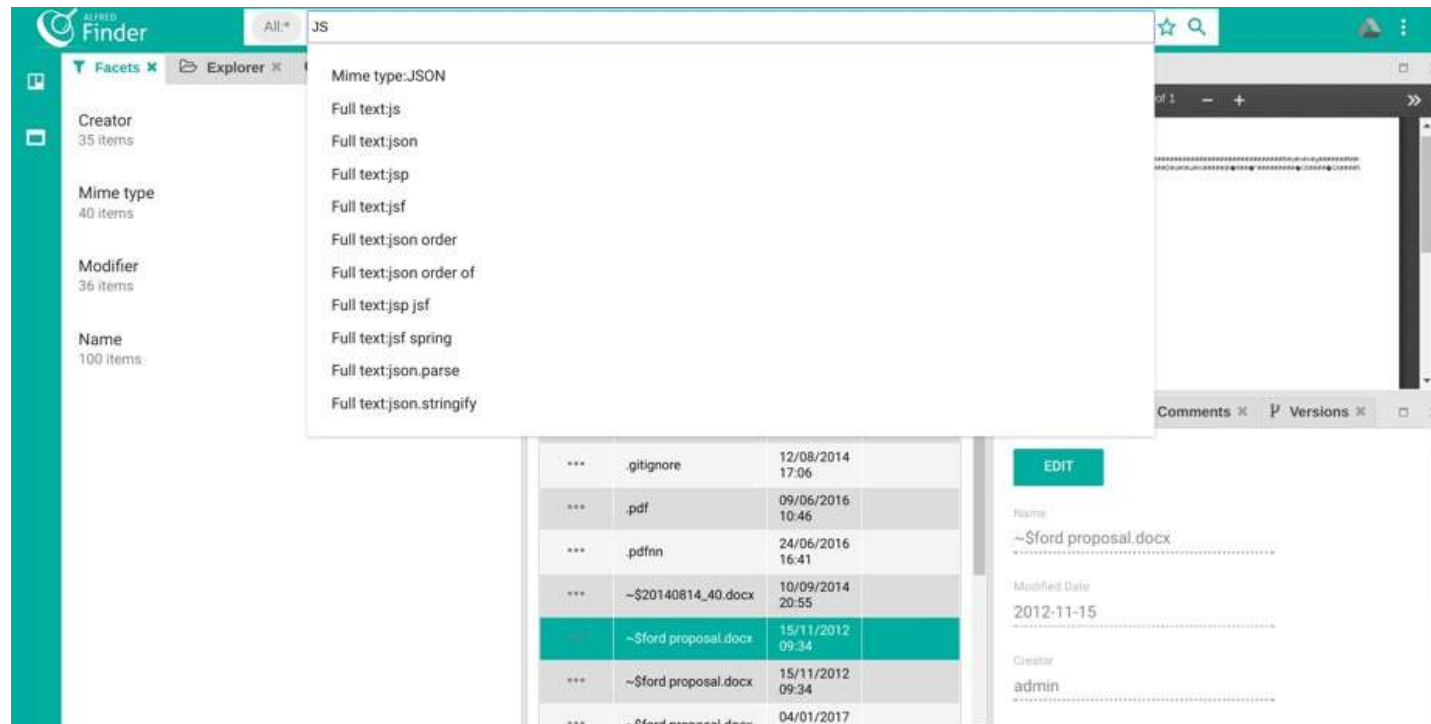 ALFRED
Finder
All:*
JS
Facets
Explorer
Mime type:JSON
Full text:js
Full text:json
Full text:jsp
Full text:jsf
Full text:json order
Full text:json order of
Full text:jsp jsf
Full text:jsf spring
Full text:json.parse
Full text:json.stringify
Creator
35 items
Mime type
40 items
Modifier
36 items
Name
100 items
of 1
Comments
Versions
.gitignore
12/08/2014
17:06
.pdf
09/06/2016
10:46
.pdfnn
24/06/2016
16:41
~$20140814_40.docx
10/09/2014
20:55
~$ford proposal.docx
15/11/2012
09:34
~$ford proposal.docx
15/11/2012
09:34
~$ford proposal.docx
04/01/2017
EDIT
Name
~$ford proposal.docx
Modified Date
2012-11-15
Creator
admin